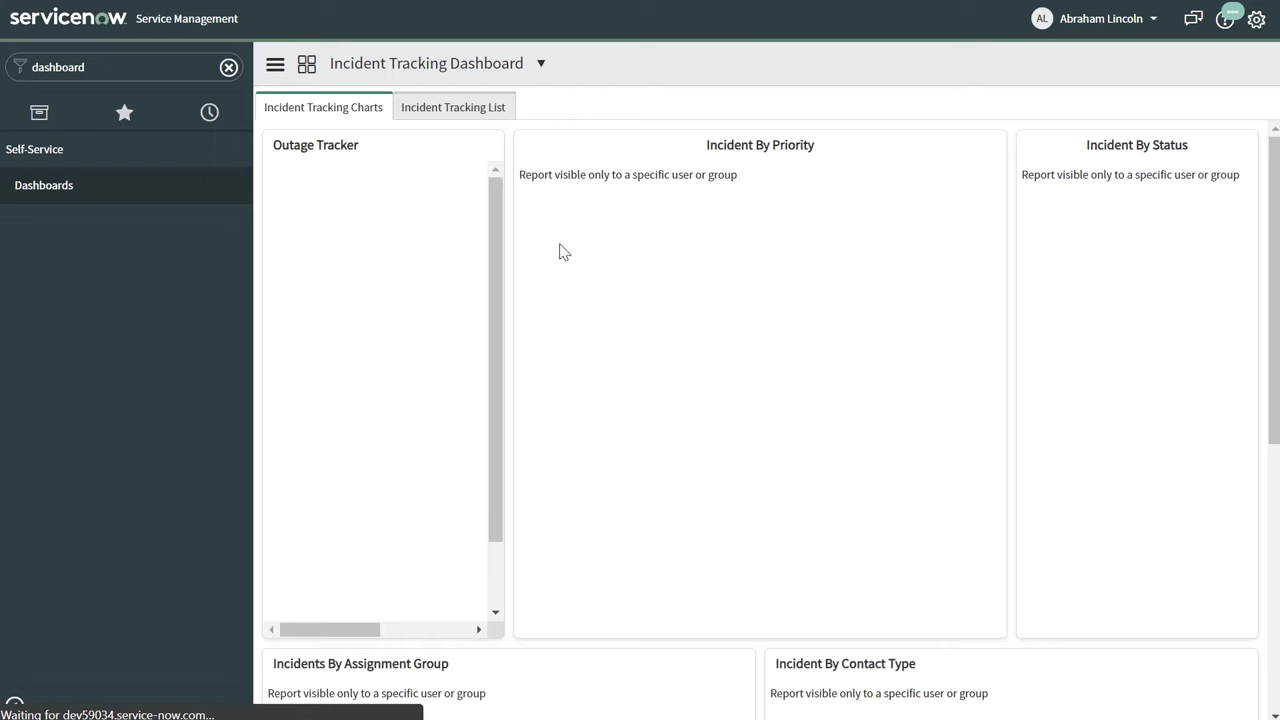 servicenow. Service Management
AL Abraham Lincoln
dashboard
Incident Tracking Dashboard
Incident Tracking Charts
Incident Tracking List
Self-Service
Dashboards
Outage Tracker
Incident By Priority
Report visible only to a specific user or group
Incident By Status
Report visible only to a specific user or group
Incidents By Assignment Group
Report visible only to a specific user or group
Incident By Contact Type
Report visible only to a specific user or group
Waiting for dev59034.service-now.com...